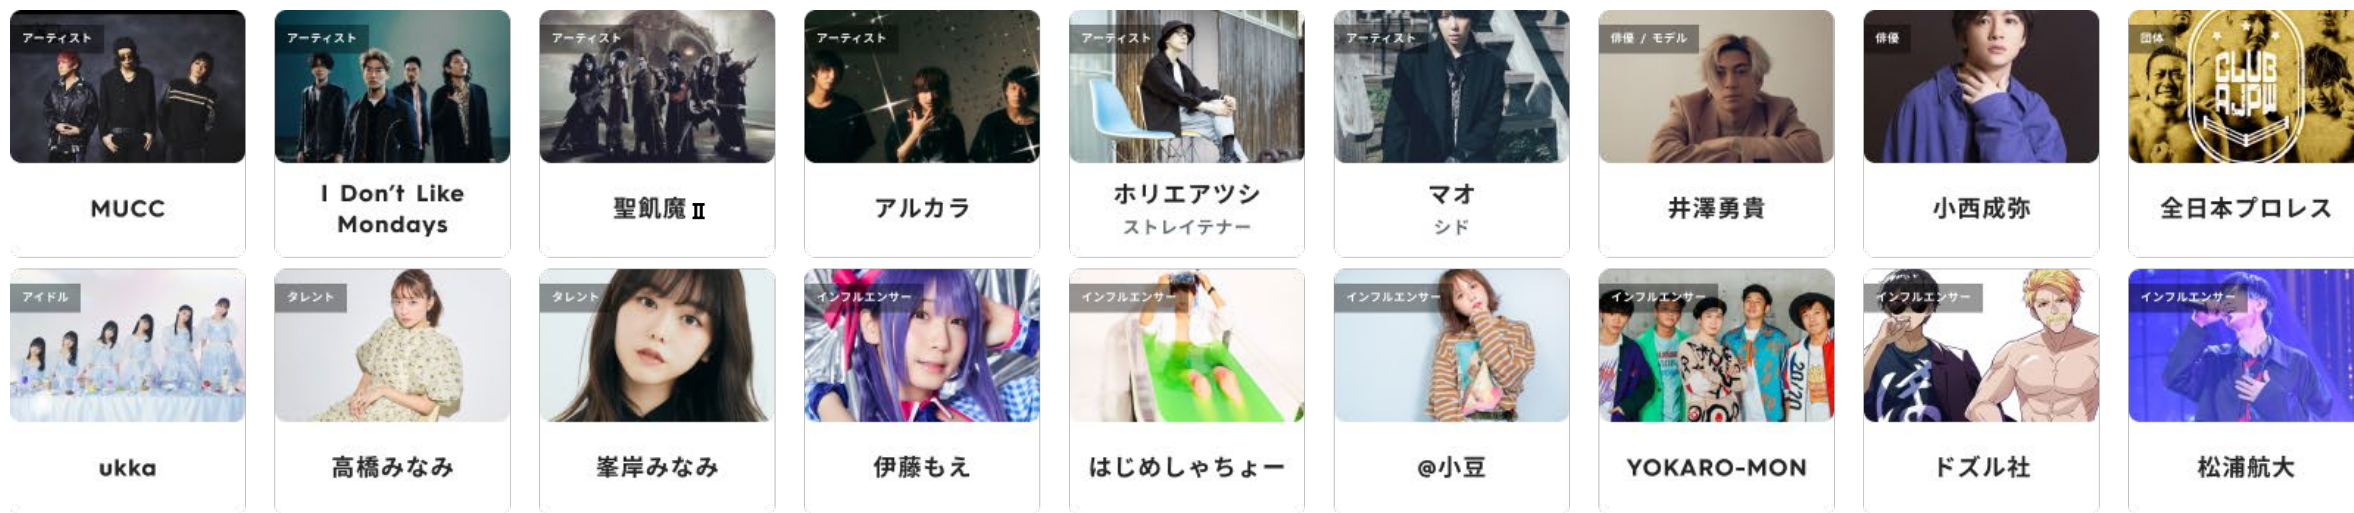 アーティスト
アーティスト
アーティスト
アーティスト
アーティスト
アーティスト
俳優 / モデル
俳優
団体
CLUB
AJPW
MUCC
I Don't Like
Mondays
聖飢魔Ⅱ
アルカラ
ホリエアツシ
ストレイテナー
マオ
シド
井澤勇貴
小西成弥
全日本プロレス
アイドル
タレント
タレント
インフルエンサー
インフルエンサー
インフルエンサー
インフルエンサー
インフルエンサー
インフルエンサー
20/20
ukka
高橋みなみ
峯岸みなみ
伊藤もえ
はじめしゃちょー
@小豆
YOKARO-MON
ドズル社
松浦航大